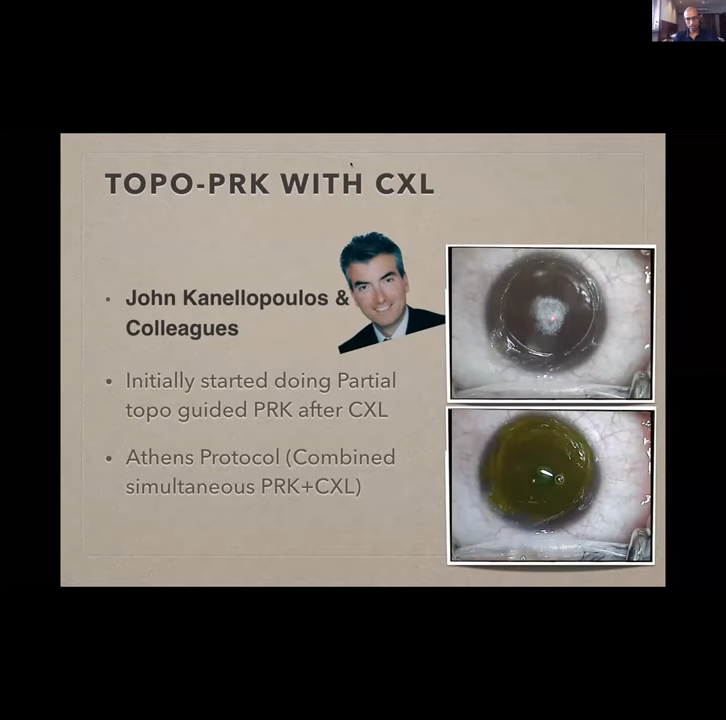 TOPO-PRK WITH CXL
• John Kanellopoulos &
Colleagues
• Initially started doing Partial
topo guided PRK after CXL
• Athens Protocol (Combined
simultaneous PRK+CXL)